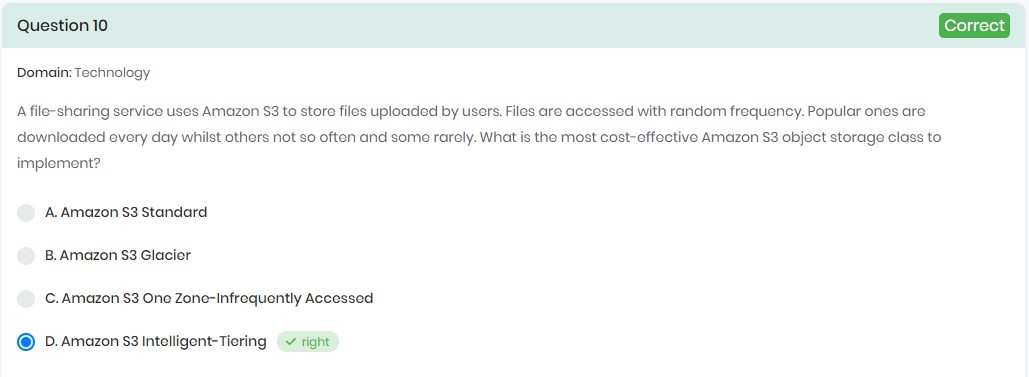 Question 10
Correct
Domain: Technology
A file-sharing service uses Amazon S3 to store files uploaded by users. Files are accessed with random frequency. Popular ones are
downloaded every day whilst others not so often and some rarely. What is the most cost-effective Amazon S3 object storage class to
implement?
A. Amazon S3 Standard
B. Amazon S3 Glacier
C. Amazon S3 One Zone-Infrequently Accessed
D. Amazon S3 Intelligent-Tiering right